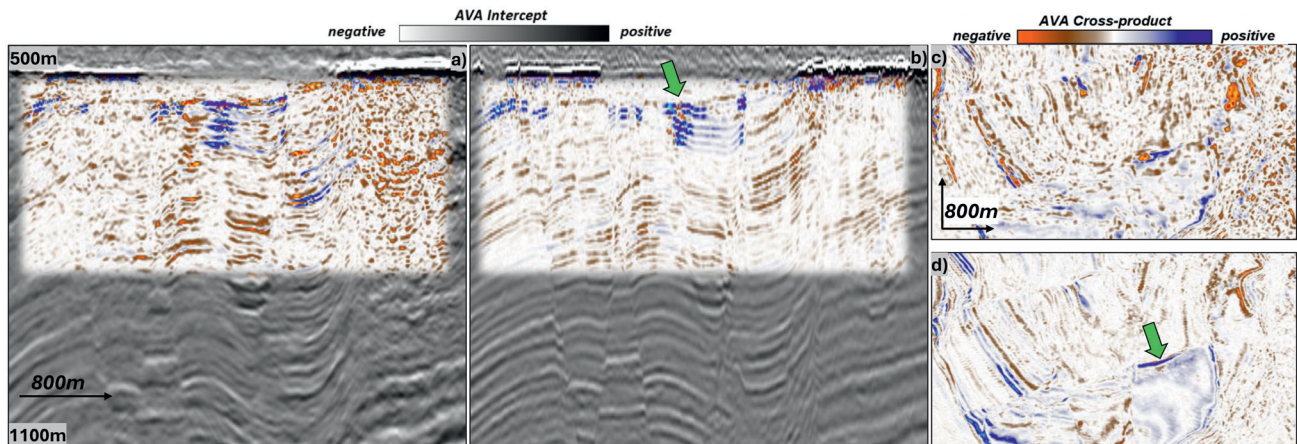 AVA Intercept
negative positive
AVA Cross-product
negative positive
500m
a)
b)
c)
800m
d)
800m
1100m